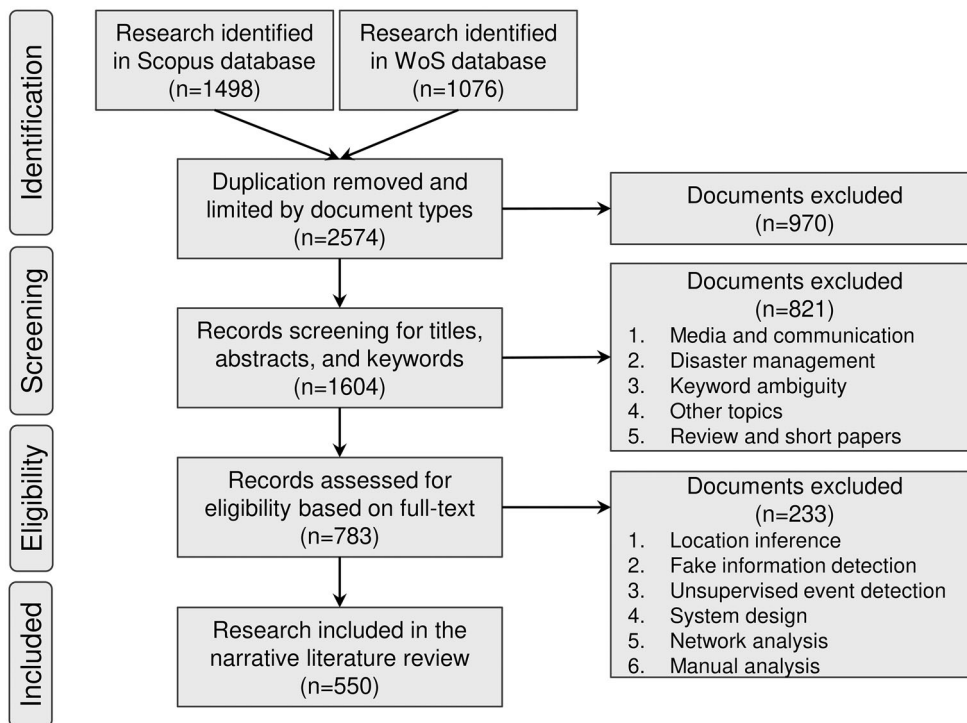 Identification
Research identified
in Scopus database
(n=1498)
Research identified
in WoS database
(n=1076)
Duplication removed and
limited by document types
(n=2574)
Documents excluded
(n=970)
Screening
Records screening for titles,
abstracts, and keywords
(n=1604)
Documents excluded
(n=821)
1. Media and communication
2. Disaster management
3. Keyword ambiguity
4. Other topics
5. Review and short papers
Eligibility
Records assessed for
eligibility based on full-text
(n=783)
Documents excluded
(n=233)
1. Location inference
2. Fake information detection
3. Unsupervised event detection
4. System design
5. Network analysis
6. Manual analysis
Included
Research included in the
narrative literature review
(n=550)